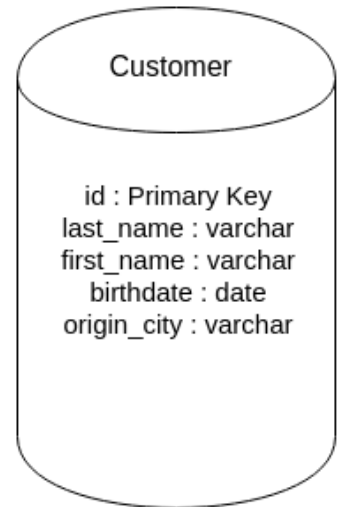 Customer
id : Primary Key
last_name : varchar
first_name : varchar
birthdate : date
origin_city : varchar